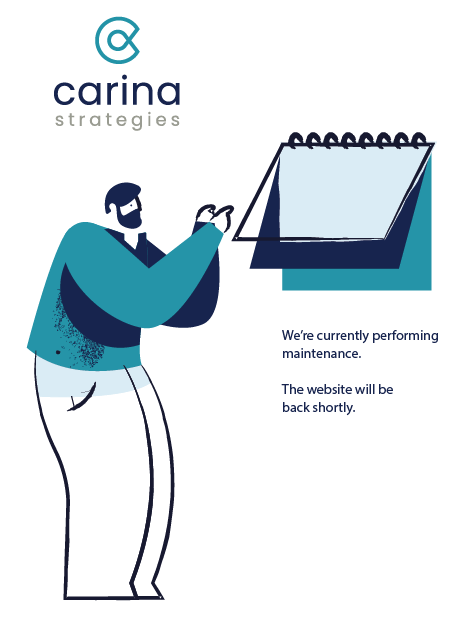 carina
strategies
We’re currently performing
maintenance.
The website will be
back shortly.